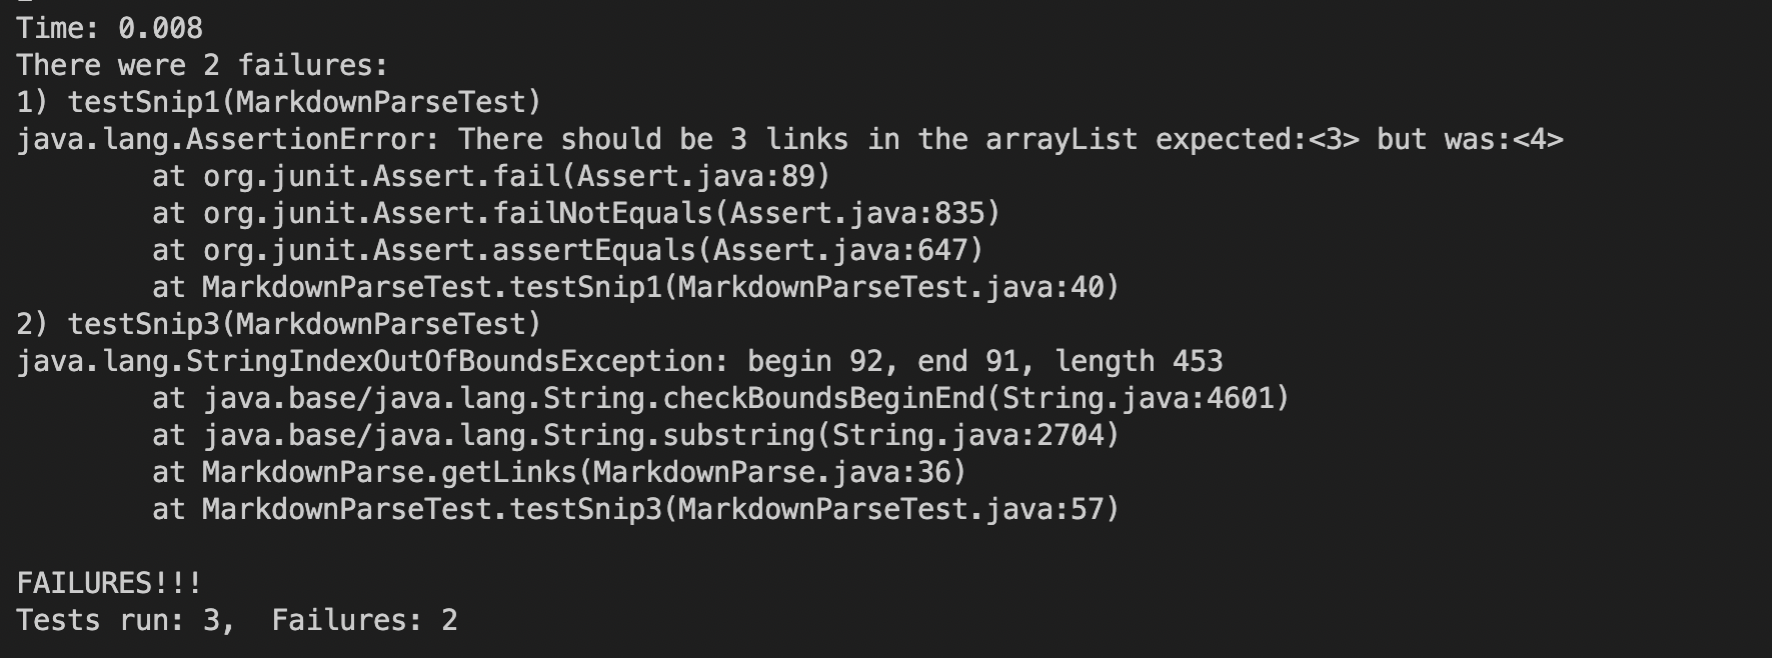 Time: 0.008
There were 2 failures:
1) testSnip1(MarkdownParseTest)
java.lang.AssertionError: There should be 3 links in the arrayList expected:<3> but was:<4>
        at org.junit.Assert.fail(Assert.java:89)
        at org.junit.Assert.failNotEquals(Assert.java:835)
        at org.junit.Assert.assertEquals(Assert.java:647)
        at MarkdownParseTest.testSnip1(MarkdownParseTest.java:40)
2) testSnip3(MarkdownParseTest)
java.lang.StringIndexOutOfBoundsException: begin 92, end 91, length 453
        at java.base/java.lang.String.checkBoundsBeginEnd(String.java:4601)
        at java.base/java.lang.String.substring(String.java:2704)
        at MarkdownParse.getLinks(MarkdownParse.java:36)
        at MarkdownParseTest.testSnip3(MarkdownParseTest.java:57)

FAILURES!!!
Tests run: 3,  Failures: 2